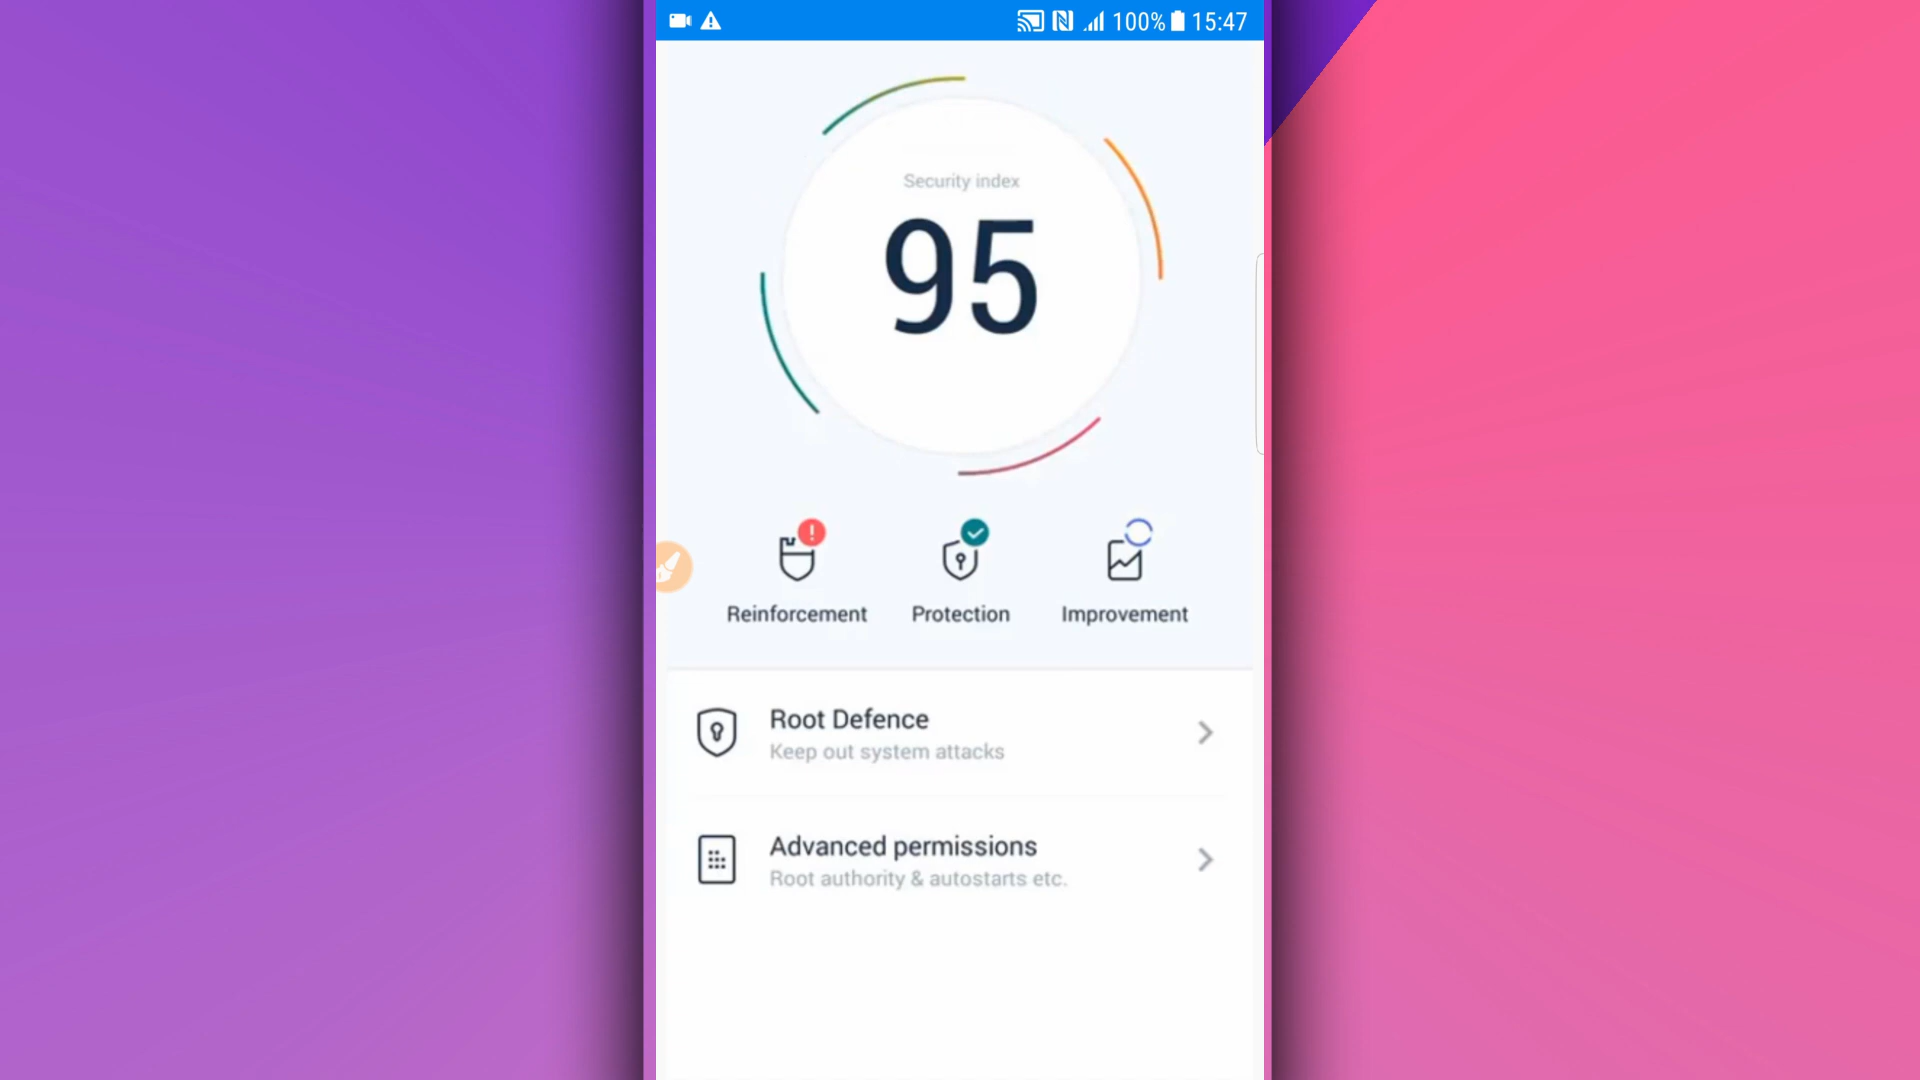 100% 15:47
Security index
95
Reinforcement Protection Improvement
Root Defence
Keep out system attacks
Advanced permissions
Root authority & autostarts etc.